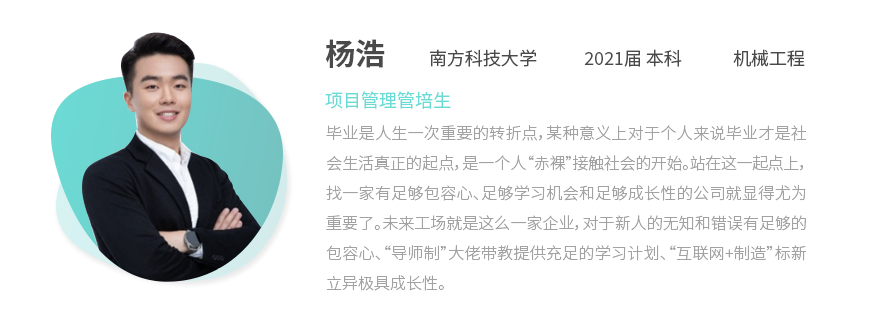 杨浩 南方科技大学 2021届 本科 机械工程
项目管理管培生
毕业是人生一次重要的转折点，某种意义上对于个人来说毕业才是社
会生活真正的起点，是一个人“赤裸”接触社会的开始。站在这一起点上，
找一家有足够包容心、足够学习机会和足够成长性的公司就显得尤为
重要了。未来工场就是这么一家企业，对于新人的无知和错误有足够的
包容心、“导师制”大佬带教提供充足的学习计划、“互联网+制造”标新
立异极具成长性。